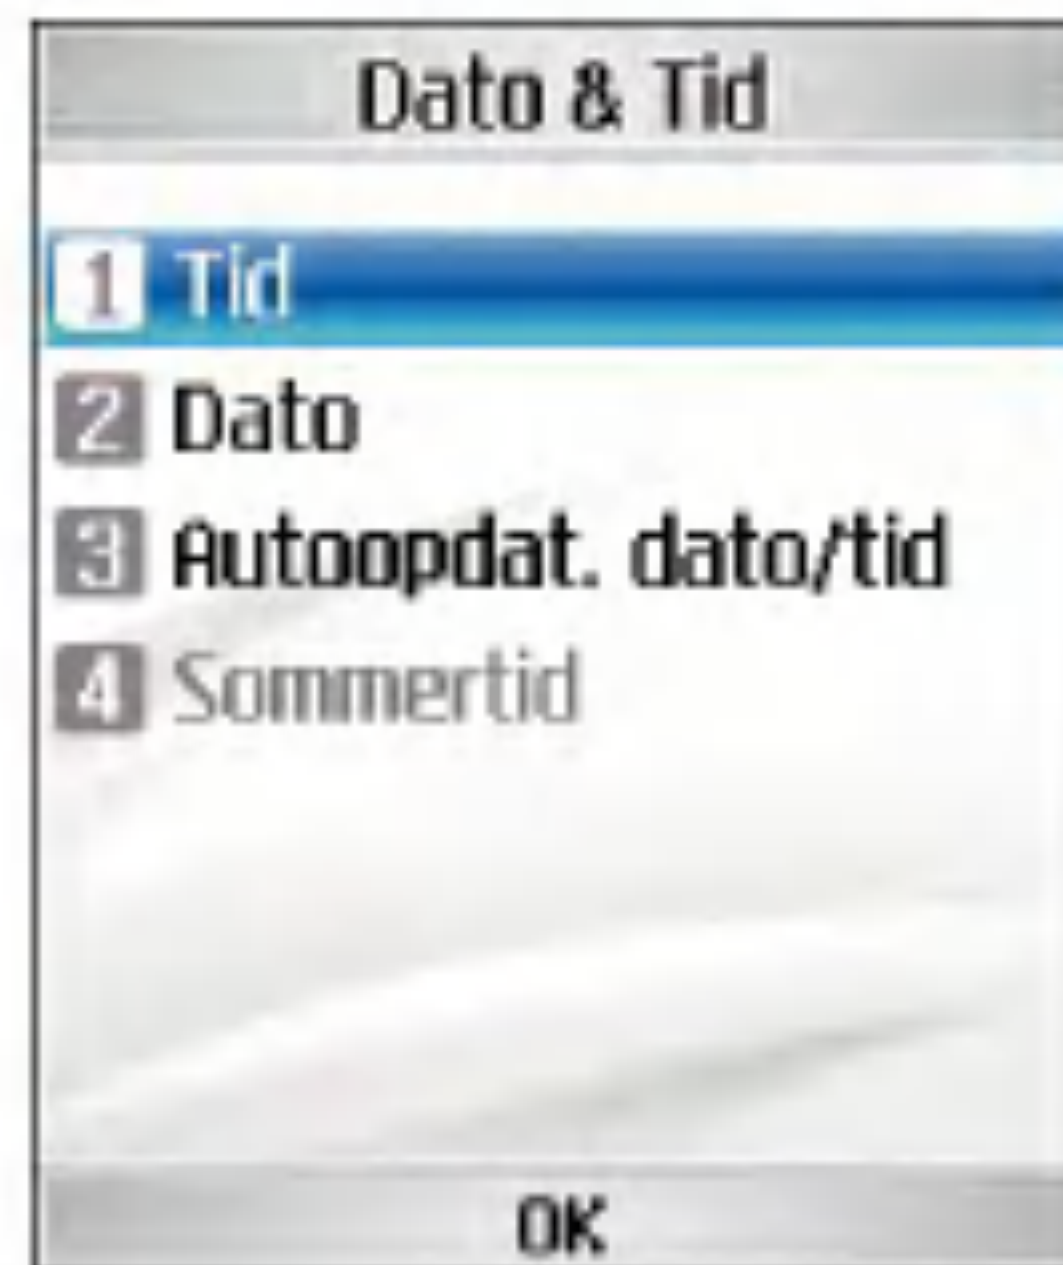 Dato & Tid
1 Tid
2 Dato
3 Autoopdat. dato/tid
4 Sommertid
OK